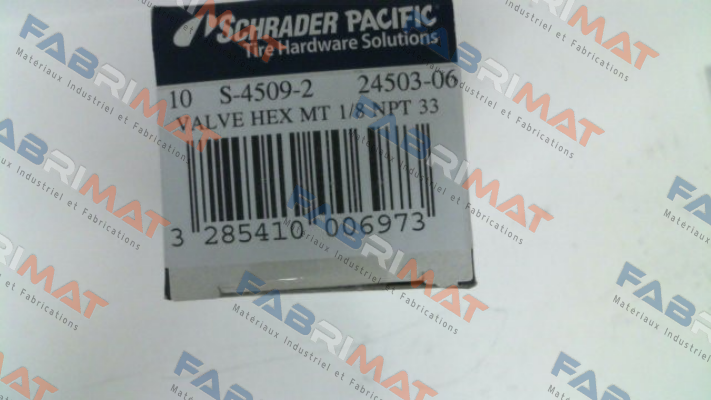 SCHRADER PACIFIC
Tire Hardware Solutions
10 S-4509-2 24503-06
VALVE HEX MT 1/8 NPT 33
3 285410 006973
FABRIMAT
Matériaux Industriel et Fabrications